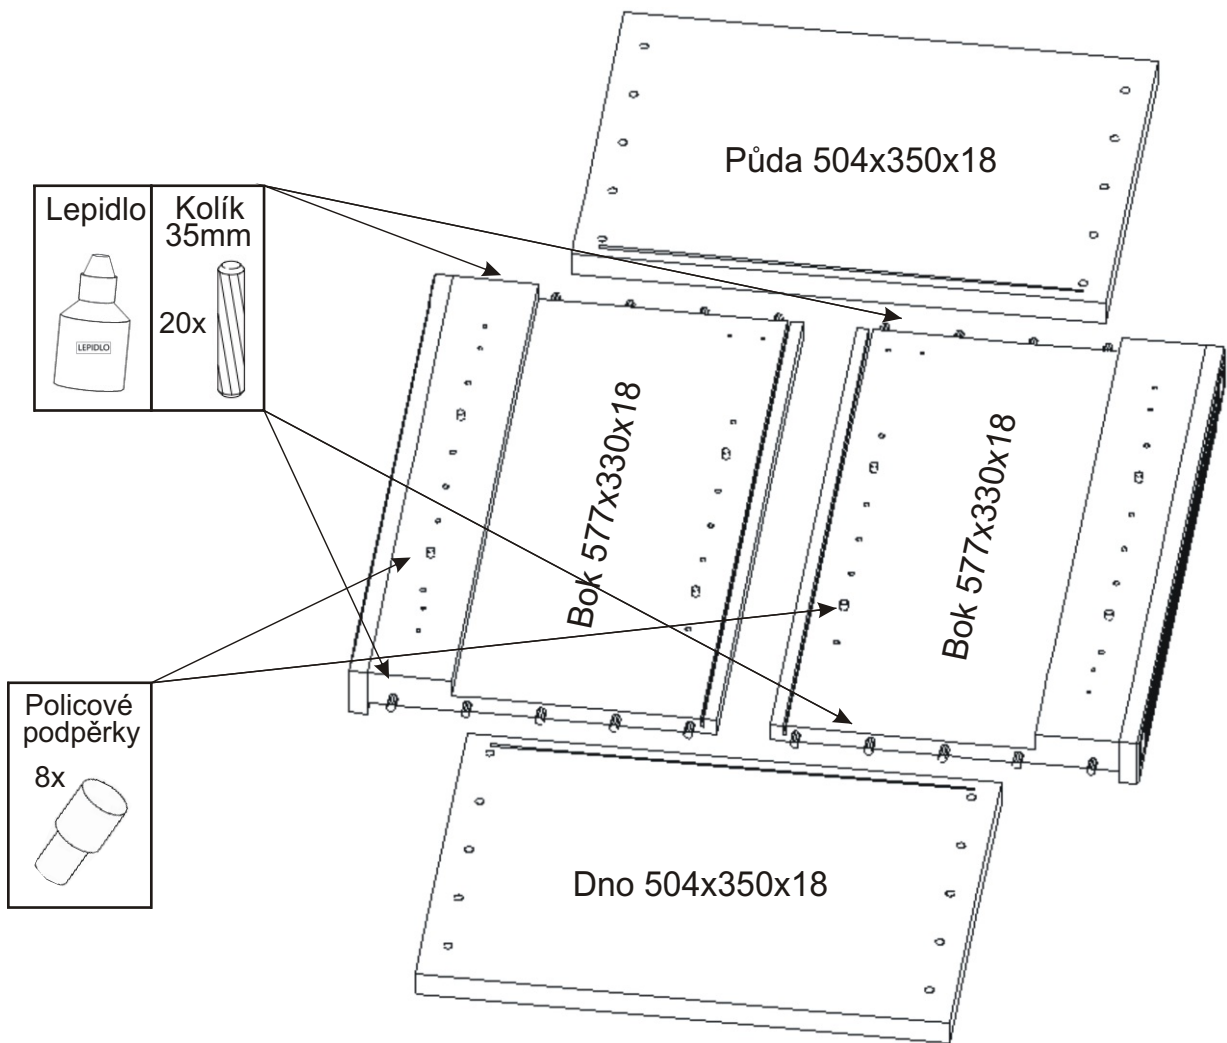 Půda 504x350x18
Lepidlo
LEPIDLO
Kolík
35mm
20x
Bok 577x330x18
Bok 577x330x18
Policové
podpěrky
8x
Dno 504x350x18